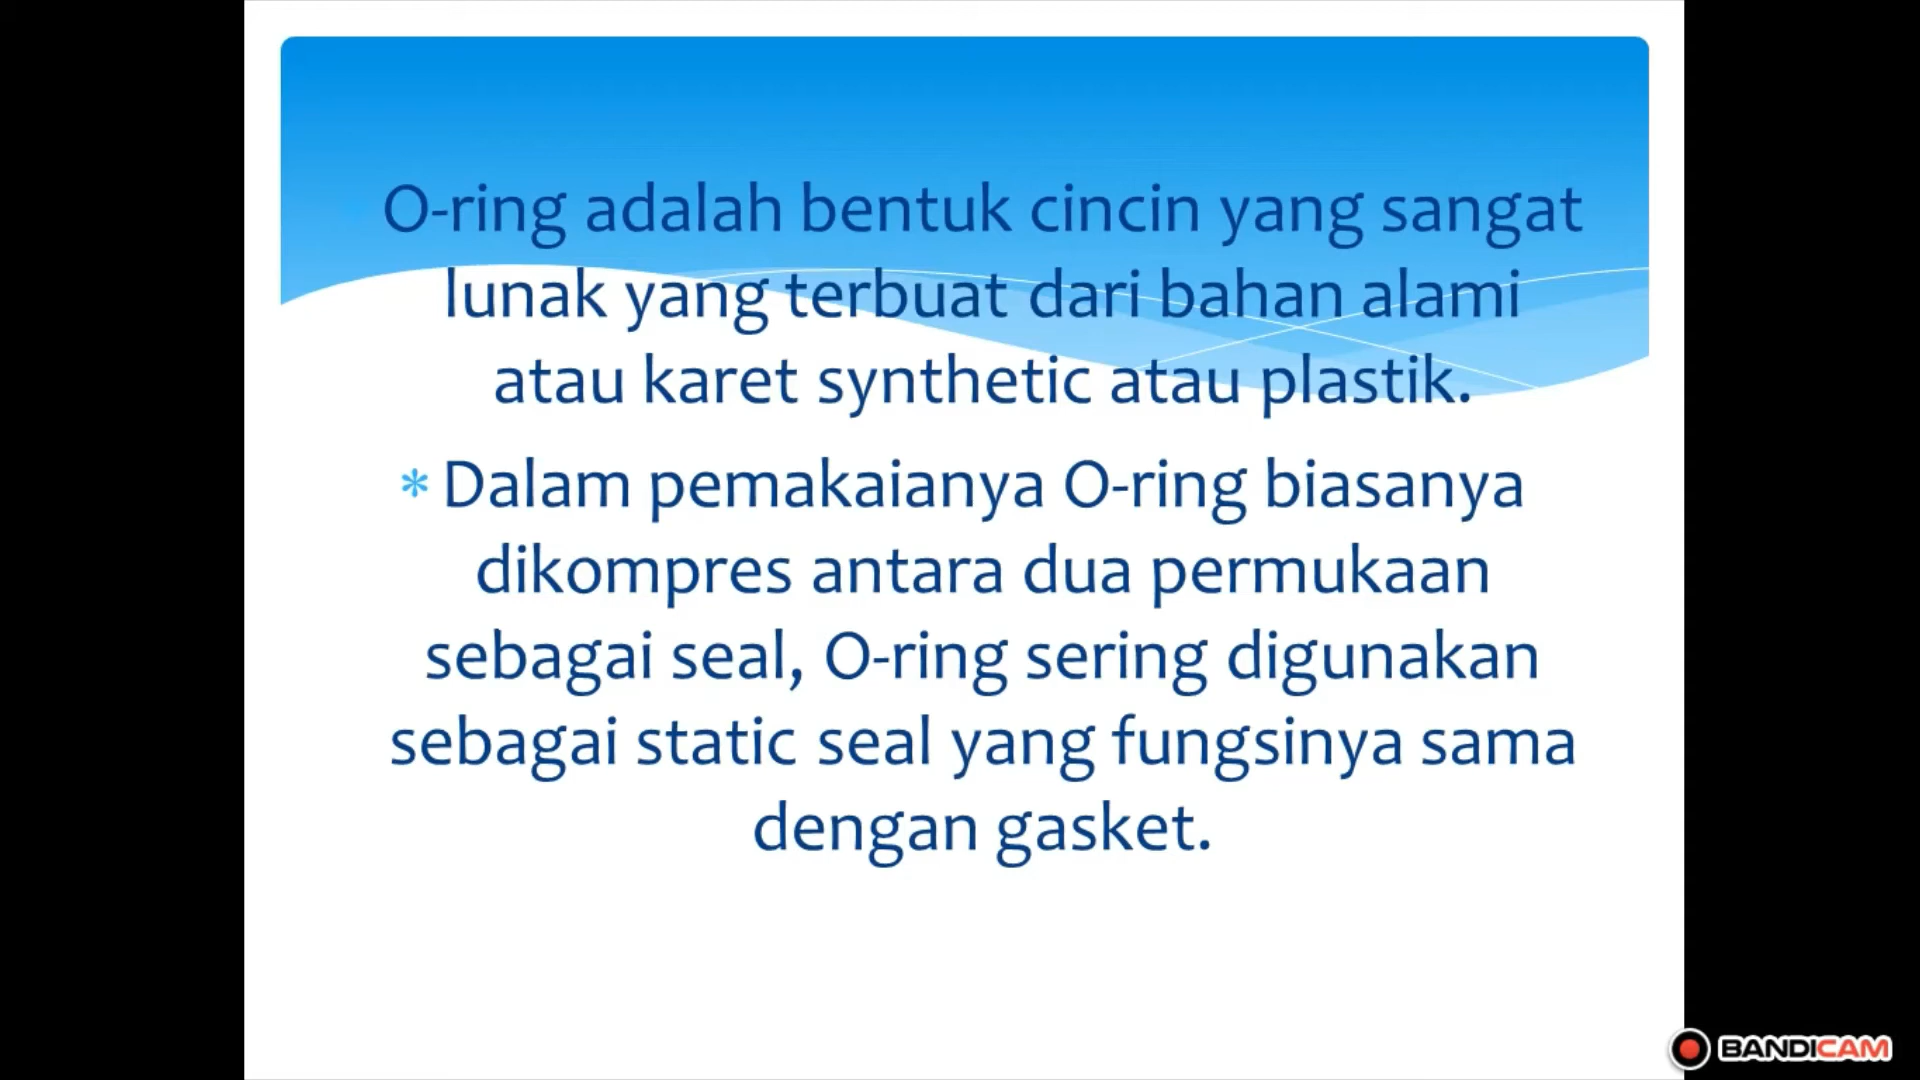 O-ring adalah bentuk cincin yang sangat
lunak yang terbuat dari bahan alami
atau karet synthetic atau plastik.
* Dalam pemakaianya O-ring biasanya
dikompres antara dua permukaan
sebagai seal, O-ring sering digunakan
sebagai static seal yang fungsinya sama
dengan gasket.
BANDICAM